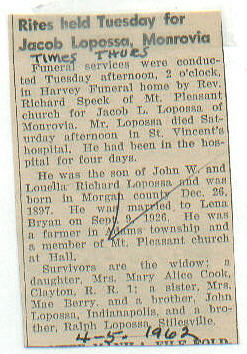 Rites held Tuesday for
Jacob Lopossa, Monrovia
TIMES THURS
Funeral services were conduc-
ted Tuesday afternoon, 2 o'clock,
in Harvey Funeral home by Rev.
Richard Speck of Mt. Pleasant
church for Jacob L. Lopossa of
Monrovia. Mr. Lopossa died Sat-
urday afternoon in St. Vincent's
hospital. He had been in the hos-
pital for four days.
He was the son of John W. and
Louella Richard Lopossa and was
born in Morgan county Dec. 26,
1897. He was married to Lena
Bryan on Sept. 1926. He was
a farmer in Adams township and
a member of Mt. Pleasant church
at Hall.
Survivors are the widow; a
daughter, Mrs. Mary Alice Cook,
Clayton, R. R. 1; a sister, Mrs.
Mae Berry, and a brother, John
Lopossa, Indianapolis, and a bro-
ther, Ralph Lopossa, Stilesville.
4-5-1962